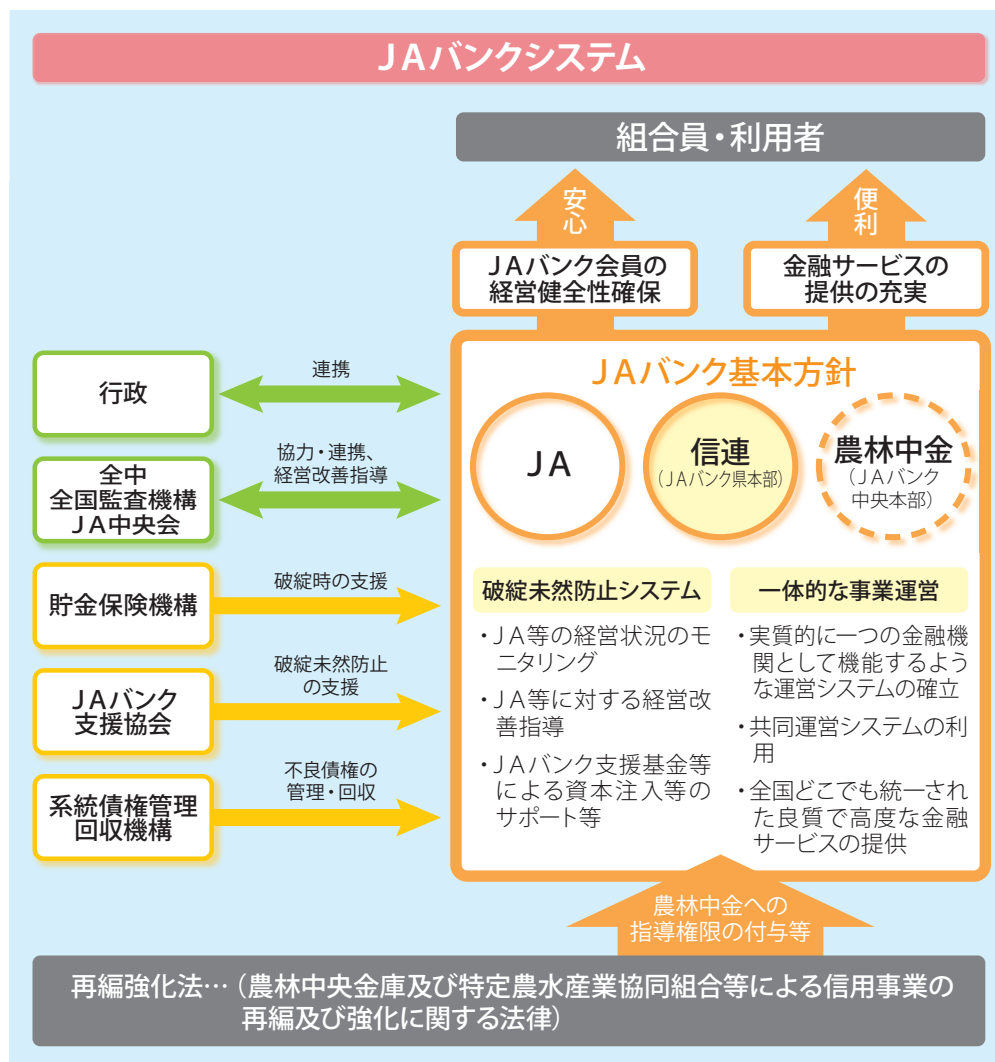 ＪＡバンクシステム
組合員・利用者
安心
便利
ＪＡバンク会員の
経営健全性確保
金融サービスの
提供の充実
行政
連携
全中
全国監査機構
ＪＡ中央会
協力・連携、
経営改善指導
貯金保険機構
破綻時の支援
ＪＡバンク
支援協会
破綻未然防止
の支援
系統債権管理
回収機構
不良債権の
管理・回収
ＪＡバンク基本方針
ＪＡ
信連
（ＪＡバンク県本部）
農林中金
（ＪＡバンク
中央本部）
破綻未然防止システム
・ＪＡ等の経営状況のモ
ニタリング
・ＪＡ等に対する経営改
善指導
・ＪＡバンク支援基金等
による資本注入等の
サポート等
一体的な事業運営
・実質的に一つの金融機
関として機能するよう
な運営システムの確立
・共同運営システムの利
用
・全国どこでも統一され
た良質で高度な金融
サービスの提供
農林中金への
指導権限の付与等
再編強化法…（農林中央金庫及び特定農水産業協同組合等による信用事業の
再編及び強化に関する法律）